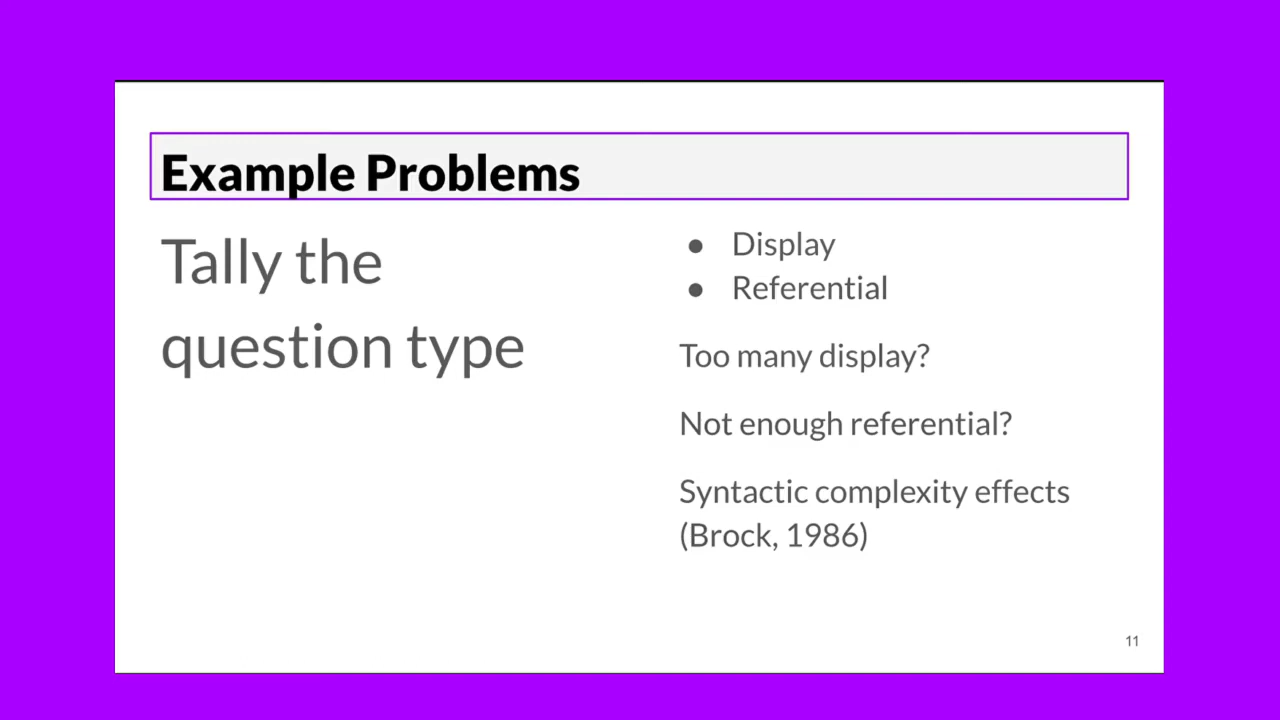 Example Problems
Tally the
question type
● Display
● Referential
Too many display?
Not enough referential?
Syntactic complexity effects
(Brock, 1986)
11